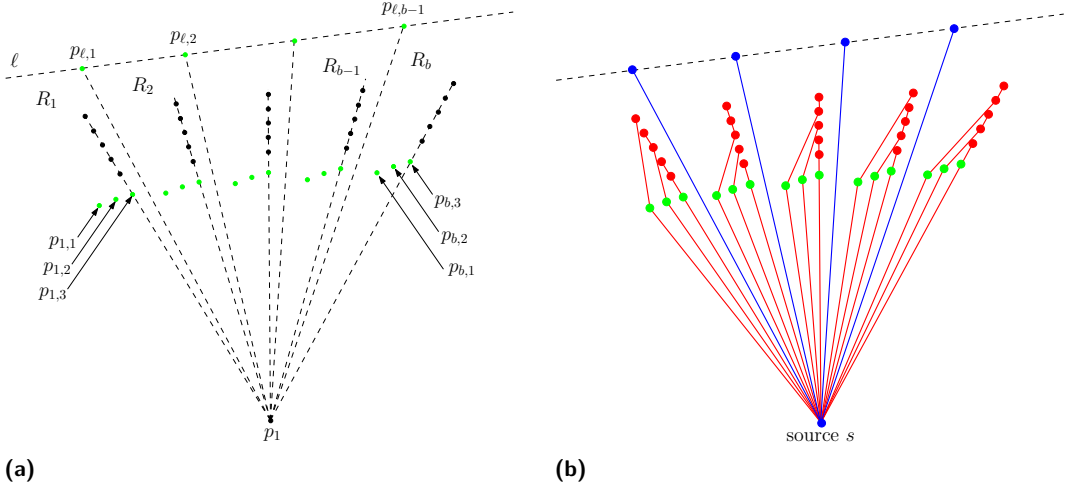 p_{ℓ,b−1}
p_{ℓ,2}
p_{ℓ,1}
ℓ
R_{b−1}
R_b
R_2
R_1
p_{b,3}
p_{1,1}
p_{b,2}
p_{1,2}
p_{b,1}
p_{1,3}
p_1
source s
(a)
(b)